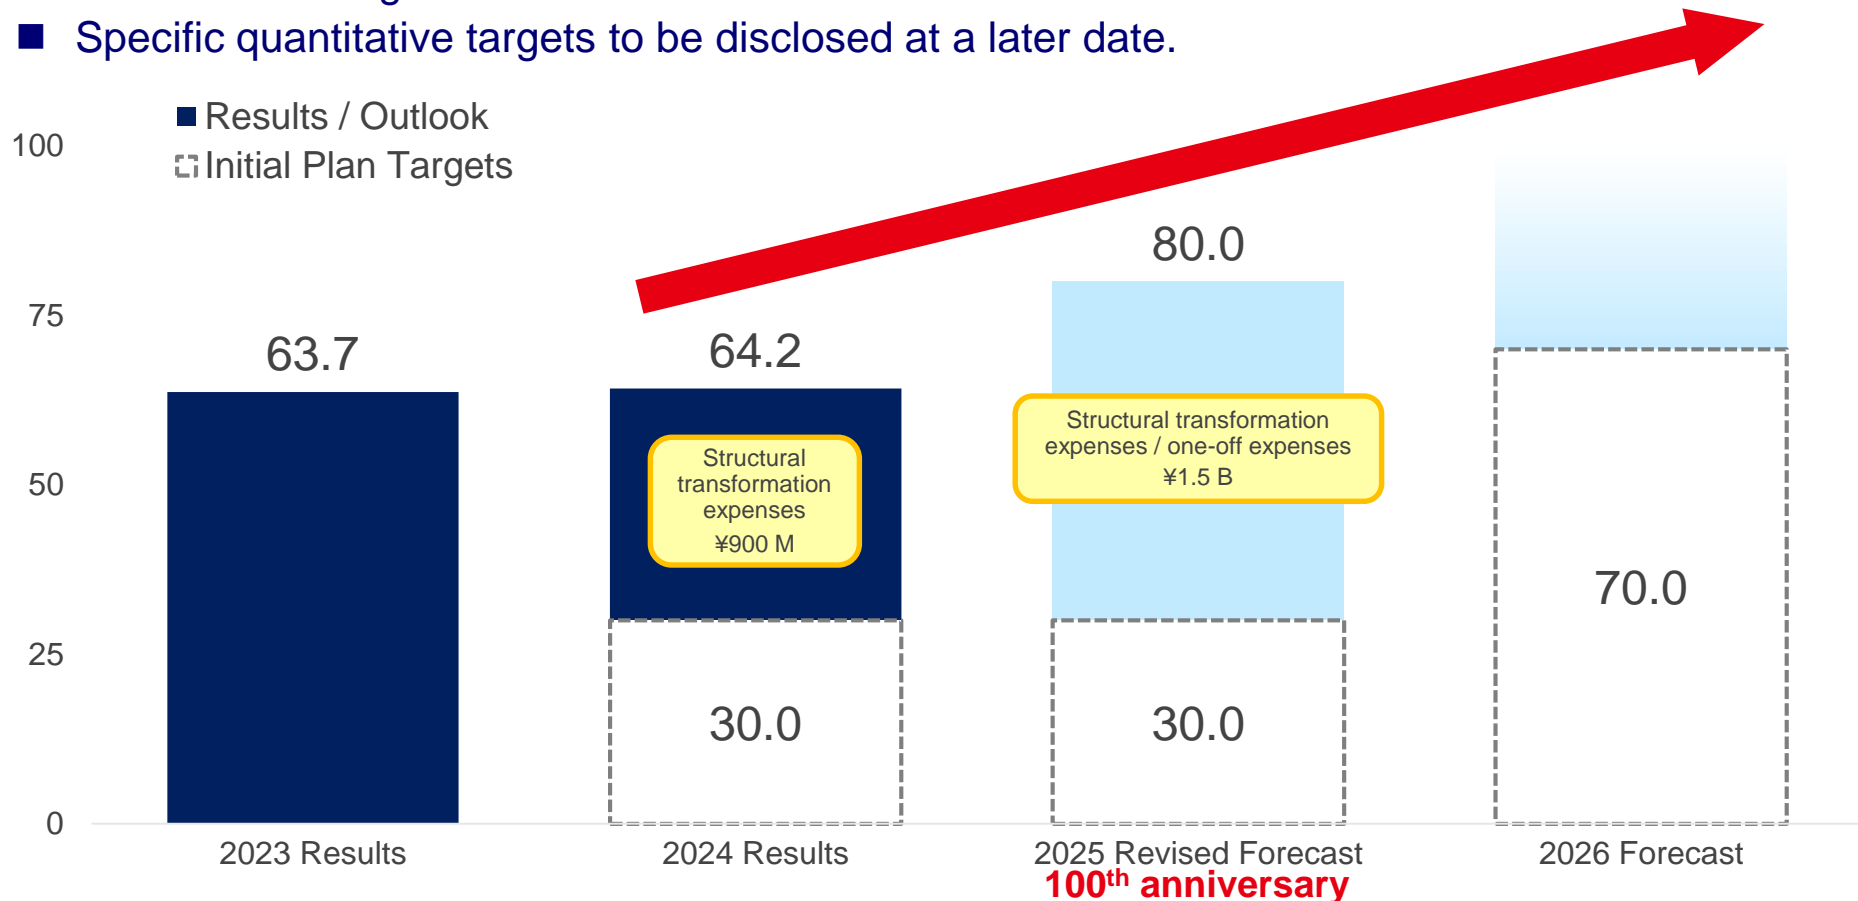 ■ Specific quantitative targets to be disclosed at a later date.
Results / Outlook
Initial Plan Targets
100
75
50
25
0
63.7
64.2
80.0
Structural
transformation
expenses
¥900 M
Structural transformation
expenses / one-off expenses
¥1.5 B
30.0
30.0
70.0
2023 Results
2024 Results
2025 Revised Forecast
100th anniversary
2026 Forecast